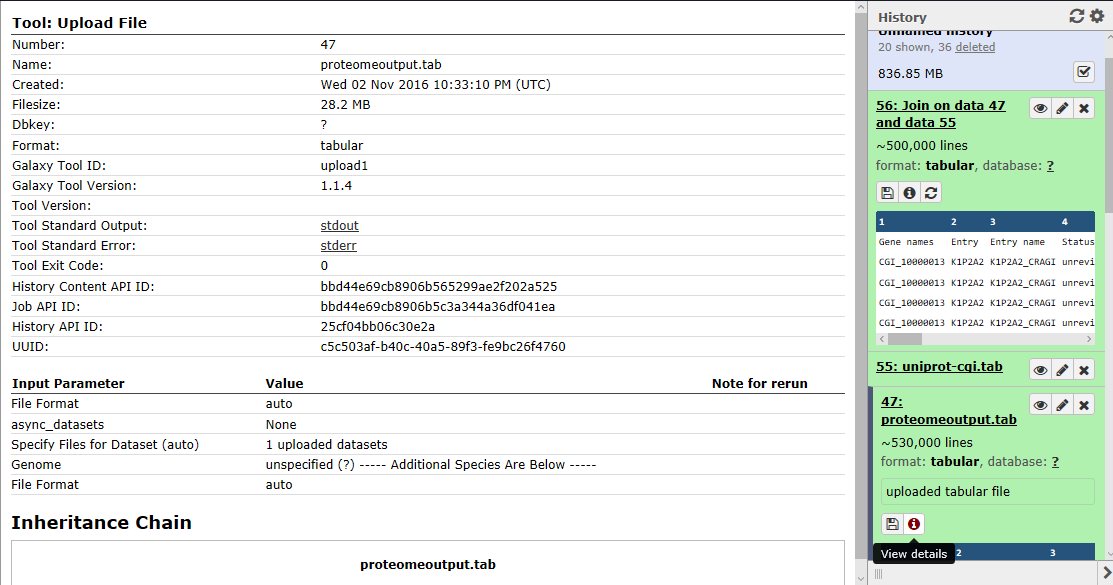 Tool: Upload File
Number: 47
Name: proteomeoutput.tab
Created: Wed 02 Nov 2016 10:33:10 PM (UTC)
Filesize: 28.2 MB
Dbkey: ?
Format: tabular
Galaxy Tool ID: upload1
Galaxy Tool Version: 1.1.4
Tool Version:
Tool Standard Output: stdout
Tool Standard Error: stderr
Tool Exit Code: 0
History Content API ID: bbd44e69cb8906b565299ae2f202a525
Job API ID: bbd44e69cb8906b5c3a344a36df041ea
History API ID: 25cf04bb06c30e2a
UUID: c5c503af-b40c-40a5-89f3-fe9bc26f4760
Input Parameter Value Note for rerun
File Format auto
async_datasets None
Specify Files for Dataset (auto) 1 uploaded datasets
Genome unspecified (?) ----- Additional Species Are Below -----
File Format auto
Inheritance Chain
proteomeoutput.tab
History
Unnamed history
20 shown, 36 deleted
836.85 MB
56: Join on data 47
and data 55
~500,000 lines
format: tabular, database: ?
1 2 3 4
Gene names Entry Entry name Status
CGI_10000013 K1P2A2 K1P2A2_CRAGI unrevi
CGI_10000013 K1P2A2 K1P2A2_CRAGI unrevi
CGI_10000013 K1P2A2 K1P2A2_CRAGI unrevi
CGI_10000013 K1P2A2 K1P2A2_CRAGI unrevi
55: uniprot-cgi.tab
47:
proteomeoutput.tab
~530,000 lines
format: tabular, database: ?
uploaded tabular file
View details
2 3